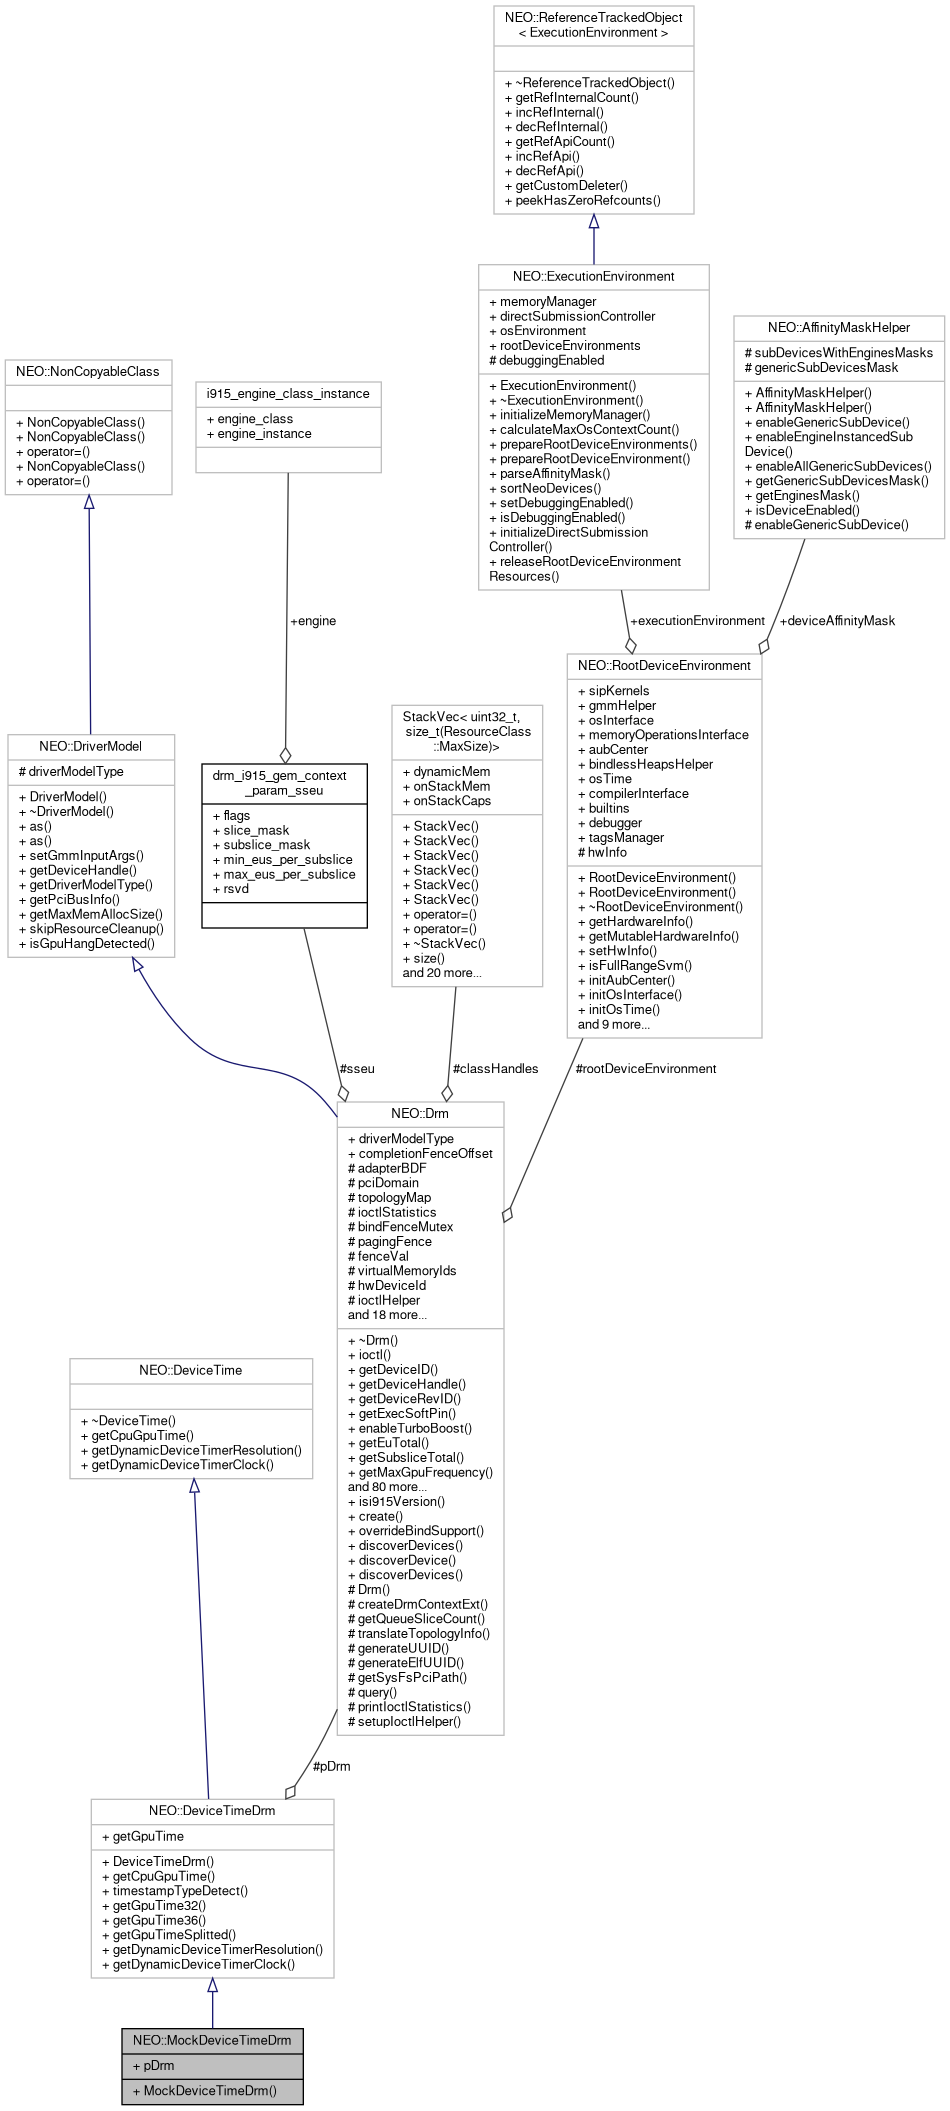 NEO::ReferenceTrackedObject
< ExecutionEnvironment >
+ ~ReferenceTrackedObject()
+ getRefInternalCount()
+ incRefInternal()
+ decRefInternal()
+ getRefApiCount()
+ incRefApi()
+ decRefApi()
+ getCustomDeleter()
+ peekHasZeroRefcounts()
NEO::ExecutionEnvironment
+ memoryManager
+ directSubmissionController
+ osEnvironment
+ rootDeviceEnvironments
# debuggingEnabled
+ ExecutionEnvironment()
+ ~ExecutionEnvironment()
+ initializeMemoryManager()
+ calculateMaxOsContextCount()
+ prepareRootDeviceEnvironments()
+ prepareRootDeviceEnvironment()
+ parseAffinityMask()
+ sortNeoDevices()
+ setDebuggingEnabled()
+ isDebuggingEnabled()
+ initializeDirectSubmission
Controller()
+ releaseRootDeviceEnvironment
Resources()
NEO::AffinityMaskHelper
# subDevicesWithEnginesMasks
# genericSubDevicesMask
+ AffinityMaskHelper()
+ AffinityMaskHelper()
+ enableGenericSubDevice()
+ enableEngineInstancedSub
Device()
+ enableAllGenericSubDevices()
+ getGenericSubDevicesMask()
+ getEnginesMask()
+ isDeviceEnabled()
# enableGenericSubDevice()
NEO::NonCopyableClass
+ NonCopyableClass()
+ NonCopyableClass()
+ operator=()
+ NonCopyableClass()
+ operator=()
i915_engine_class_instance
+ engine_class
+ engine_instance
+engine
+executionEnvironment
+deviceAffinityMask
NEO::RootDeviceEnvironment
+ sipKernels
+ gmmHelper
+ osInterface
+ memoryOperationsInterface
+ aubCenter
+ bindlessHeapsHelper
+ osTime
+ compilerInterface
+ builtins
+ debugger
+ tagsManager
# hwInfo
+ RootDeviceEnvironment()
+ RootDeviceEnvironment()
+ ~RootDeviceEnvironment()
+ getHardwareInfo()
+ getMutableHardwareInfo()
+ setHwInfo()
+ isFullRangeSvm()
+ initAubCenter()
+ initOsInterface()
+ initOsTime()
and 9 more...
NEO::DriverModel
# driverModelType
+ DriverModel()
+ ~DriverModel()
+ as()
+ as()
+ setGmmInputArgs()
+ getDeviceHandle()
+ getDriverModelType()
+ getPciBusInfo()
+ getMaxMemAllocSize()
+ skipResourceCleanup()
+ isGpuHangDetected()
drm_i915_gem_context
_param_sseu
+ flags
+ slice_mask
+ subslice_mask
+ min_eus_per_subslice
+ max_eus_per_subslice
+ rsvd
StackVec< uint32_t,
size_t(ResourceClass
::MaxSize)>
+ dynamicMem
+ onStackMem
+ onStackCaps
+ StackVec()
+ StackVec()
+ StackVec()
+ StackVec()
+ StackVec()
+ StackVec()
+ operator=()
+ operator=()
+ ~StackVec()
+ size()
and 20 more...
#sseu
#classHandles
#rootDeviceEnvironment
NEO::Drm
+ driverModelType
+ completionFenceOffset
# adapterBDF
# pciDomain
# topologyMap
# ioctlStatistics
# bindFenceMutex
# pagingFence
# fenceVal
# virtualMemoryIds
# hwDeviceId
# ioctlHelper
and 18 more...
+ ~Drm()
+ ioctl()
+ getDeviceID()
+ getDeviceHandle()
+ getDeviceRevID()
+ getExecSoftPin()
+ enableTurboBoost()
+ getEuTotal()
+ getSubsliceTotal()
+ getMaxGpuFrequency()
and 80 more...
+ isi915Version()
+ create()
+ overrideBindSupport()
+ discoverDevices()
+ discoverDevice()
+ discoverDevices()
# Drm()
# createDrmContextExt()
# getQueueSliceCount()
# translateTopologyInfo()
# generateUUID()
# generateElfUUID()
# getSysFsPciPath()
# query()
# printIoctlStatistics()
# setupIoctlHelper()
NEO::DeviceTime
+ ~DeviceTime()
+ getCpuGpuTime()
+ getDynamicDeviceTimerResolution()
+ getDynamicDeviceTimerClock()
#pDrm
NEO::DeviceTimeDrm
+ getGpuTime
+ DeviceTimeDrm()
+ getCpuGpuTime()
+ timestampTypeDetect()
+ getGpuTime32()
+ getGpuTime36()
+ getGpuTimeSplitted()
+ getDynamicDeviceTimerResolution()
+ getDynamicDeviceTimerClock()
NEO::MockDeviceTimeDrm
+ pDrm
+ MockDeviceTimeDrm()